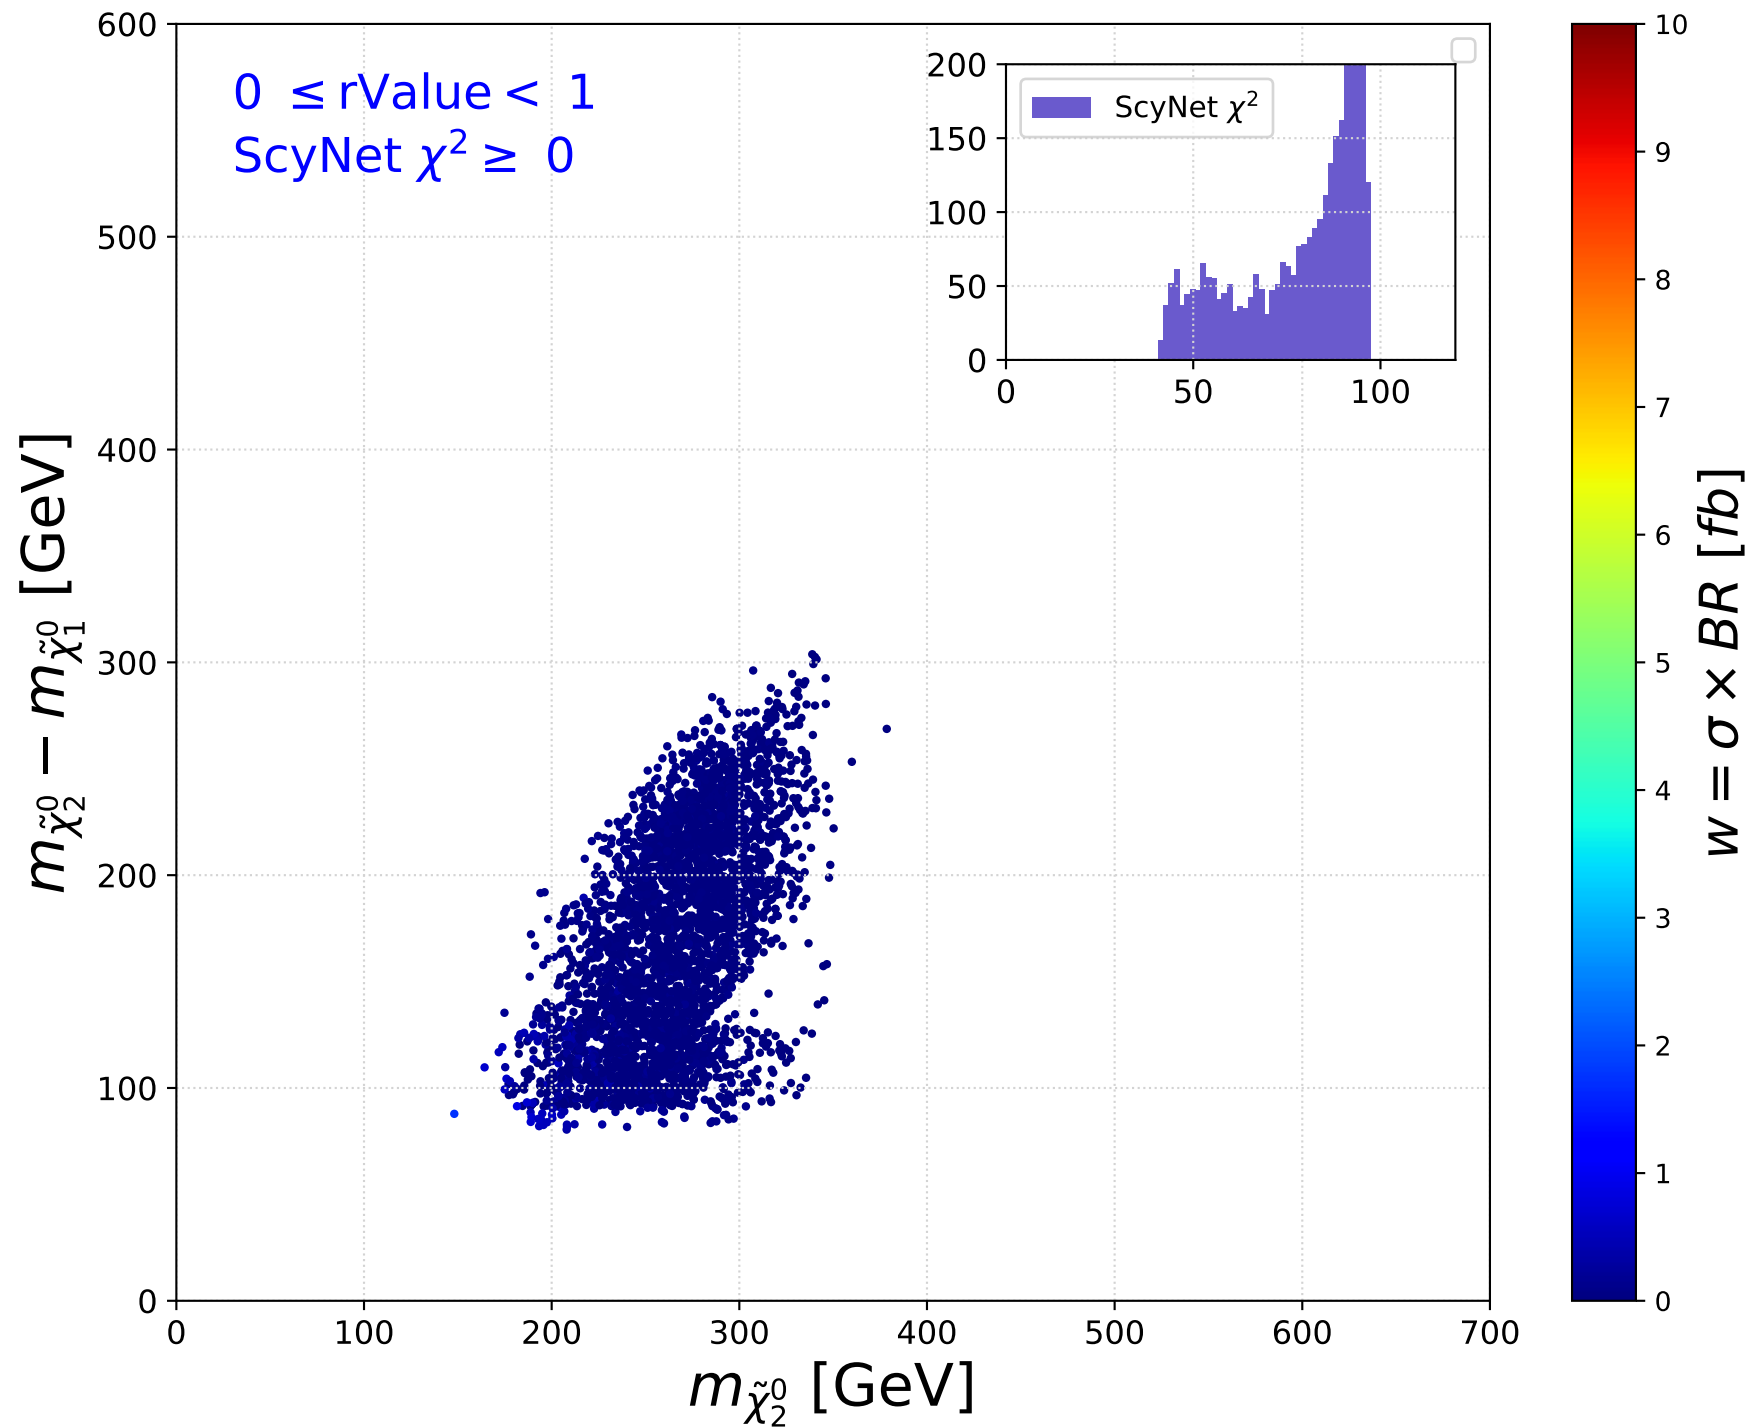 0 ≤ rValue < 1
ScyNet χ² ≥ 0
600
500
400
300
200
100
0
0 100 200 300 400 500 600 700
m_χ̃₂⁰ [GeV]
m_χ̃₂⁰ − m_χ̃₁⁰ [GeV]
ScyNet χ²
200
150
100
50
0
0 50 100
10
9
8
7
6
5
4
3
2
1
0
w = σ × BR [fb]